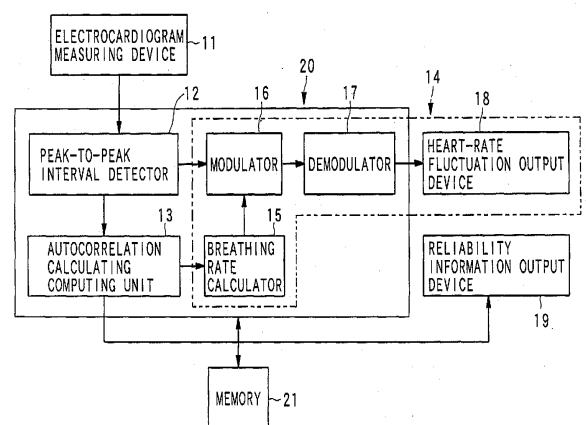 ELECTROCARDIOGRAM
MEASURING DEVICE
11
20
14
12
16
17
18
PEAK-TO-PEAK
INTERVAL DETECTOR
MODULATOR
DEMODULATOR
HEART-RATE
FLUCTUATION OUTPUT
DEVICE
13
15
AUTOCORRELATION
CALCULATING
COMPUTING UNIT
BREATHING
RATE
CALCULATOR
RELIABILITY
INFORMATION OUTPUT
DEVICE
19
MEMORY
21